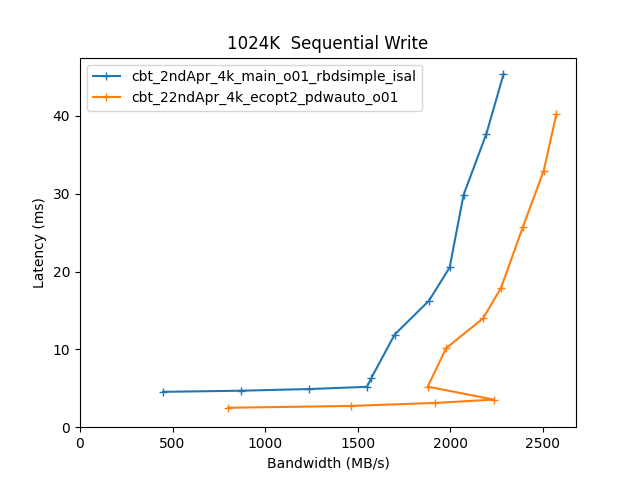 1024K  Sequential Write
cbt_2ndApr_4k_main_o01_rbdsimple_isal
cbt_22ndApr_4k_ecopt2_pdwauto_o01
Latency (ms)
40
30
20
10
0
0 500 1000 1500 2000 2500
Bandwidth (MB/s)